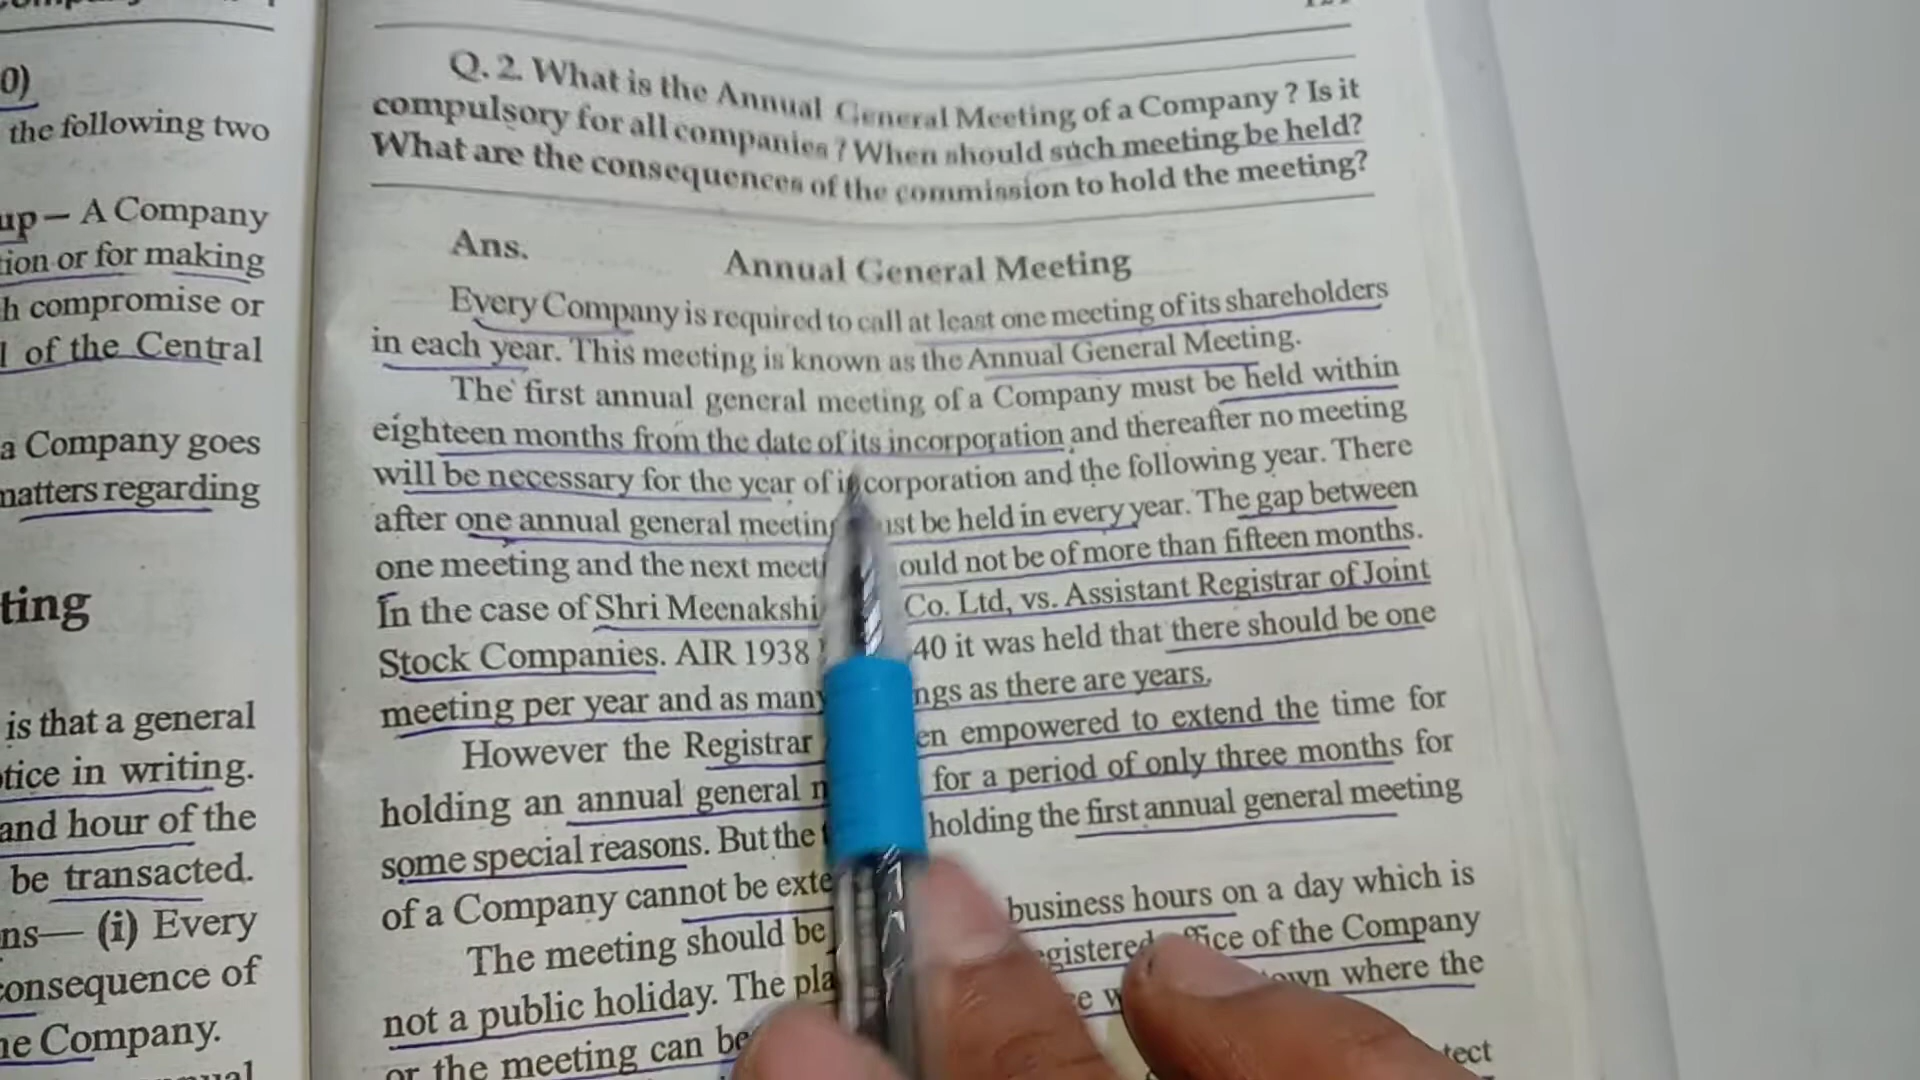 0)
the following two
up – A Company
tion or for making
h compromise or
l of the Central
a Company goes
matters regarding
ting
is that a general
otice in writing.
and hour of the
be transacted.
ns— (i) Every
consequence of
ne Company.
Q. 2. What is the Annual General Meeting of a Company ? Is it
compulsory for all companies ? When should such meeting be held?
What are the consequences of the commission to hold the meeting?
Ans. Annual General Meeting
Every Company is required to call at least one meeting of its shareholders
in each year. This meeting is known as the Annual General Meeting.
The first annual general meeting of a Company must be held within
eighteen months from the date of its incorporation and thereafter no meeting
will be necessary for the year of incorporation and the following year. There
after one annual general meeting ust be held in every year. The gap between
one meeting and the next meet ould not be of more than fifteen months.
In the case of Shri Meenakshi Co. Ltd, vs. Assistant Registrar of Joint
Stock Companies. AIR 1938 40 it was held that there should be one
meeting per year and as many ngs as there are years.
However the Registrar en empowered to extend the time for
holding an annual general m for a period of only three months for
some special reasons. But the holding the first annual general meeting
of a Company cannot be exte
The meeting should be business hours on a day which is
not a public holiday. The pla egistered office of the Company
or the meeting can be own where the
tect